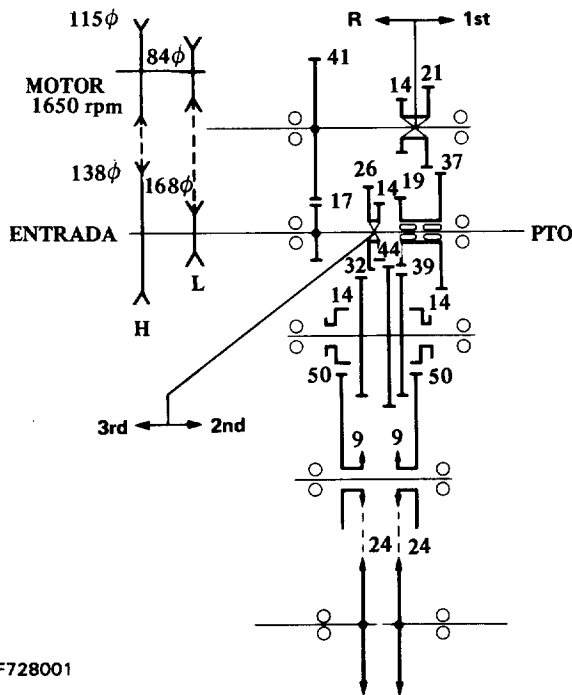 115φ
R 1st
84φ
41
21
14
MOTOR
1650 rpm
138φ
168φ
26
14
19
37
17
ENTRADA
PTO
32
44
39
L
H
14
14
50
50
3rd 2nd
9
9
24
24
F728001